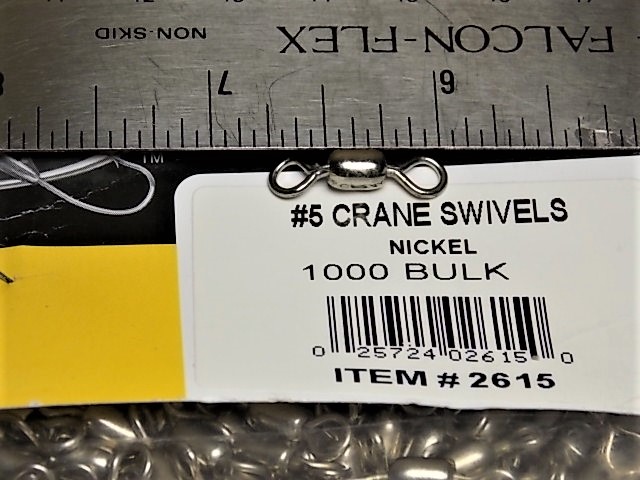 FALCON-FLEX
NON-SKID
8 7 6
TM
#5 CRANE SWIVELS
NICKEL
1000 BULK
0 25724 02615 0
ITEM # 2615